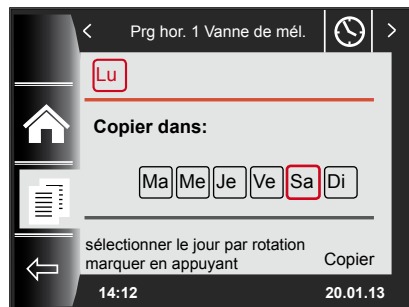 < Prg hor. 1 Vanne de mél. >
Lu
Copier dans:
Ma Me Je Ve Sa Di
sélectionner le jour par rotation
marquer en appuyant Copier
14:12 20.01.13